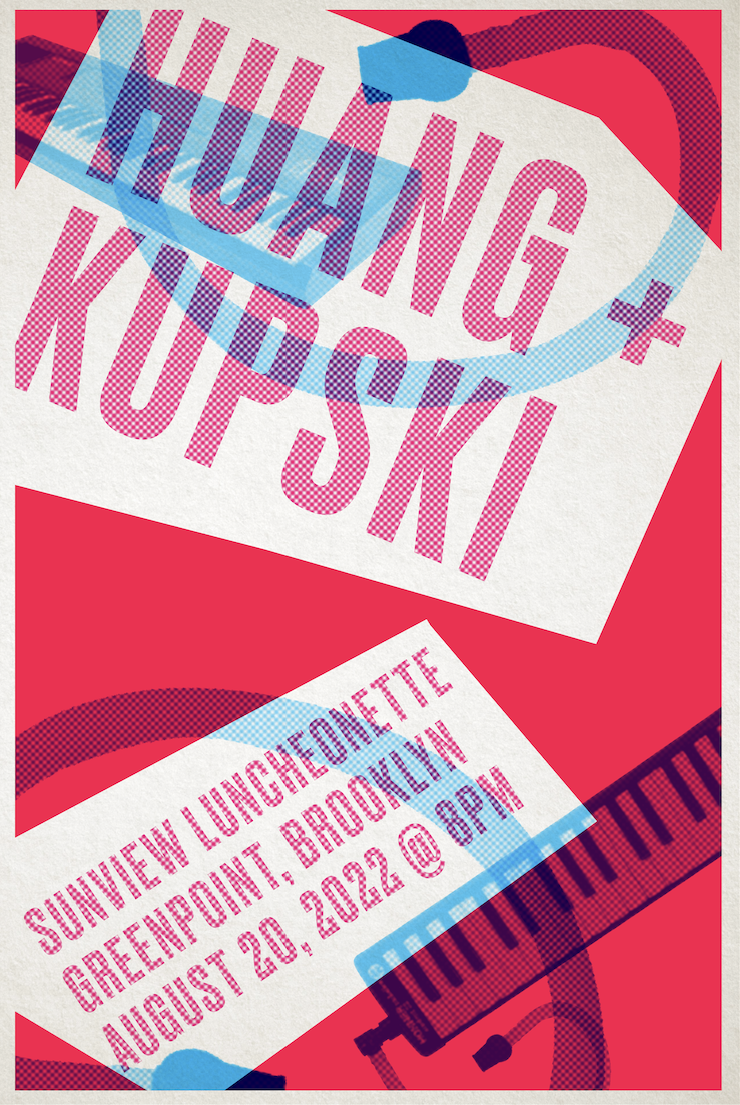 HUANG
+
KUPSKI
SUNVIEW LUNCHEONETTE
GREENPOINT, BROOKLYN
AUGUST 20, 2022 @ 8PM